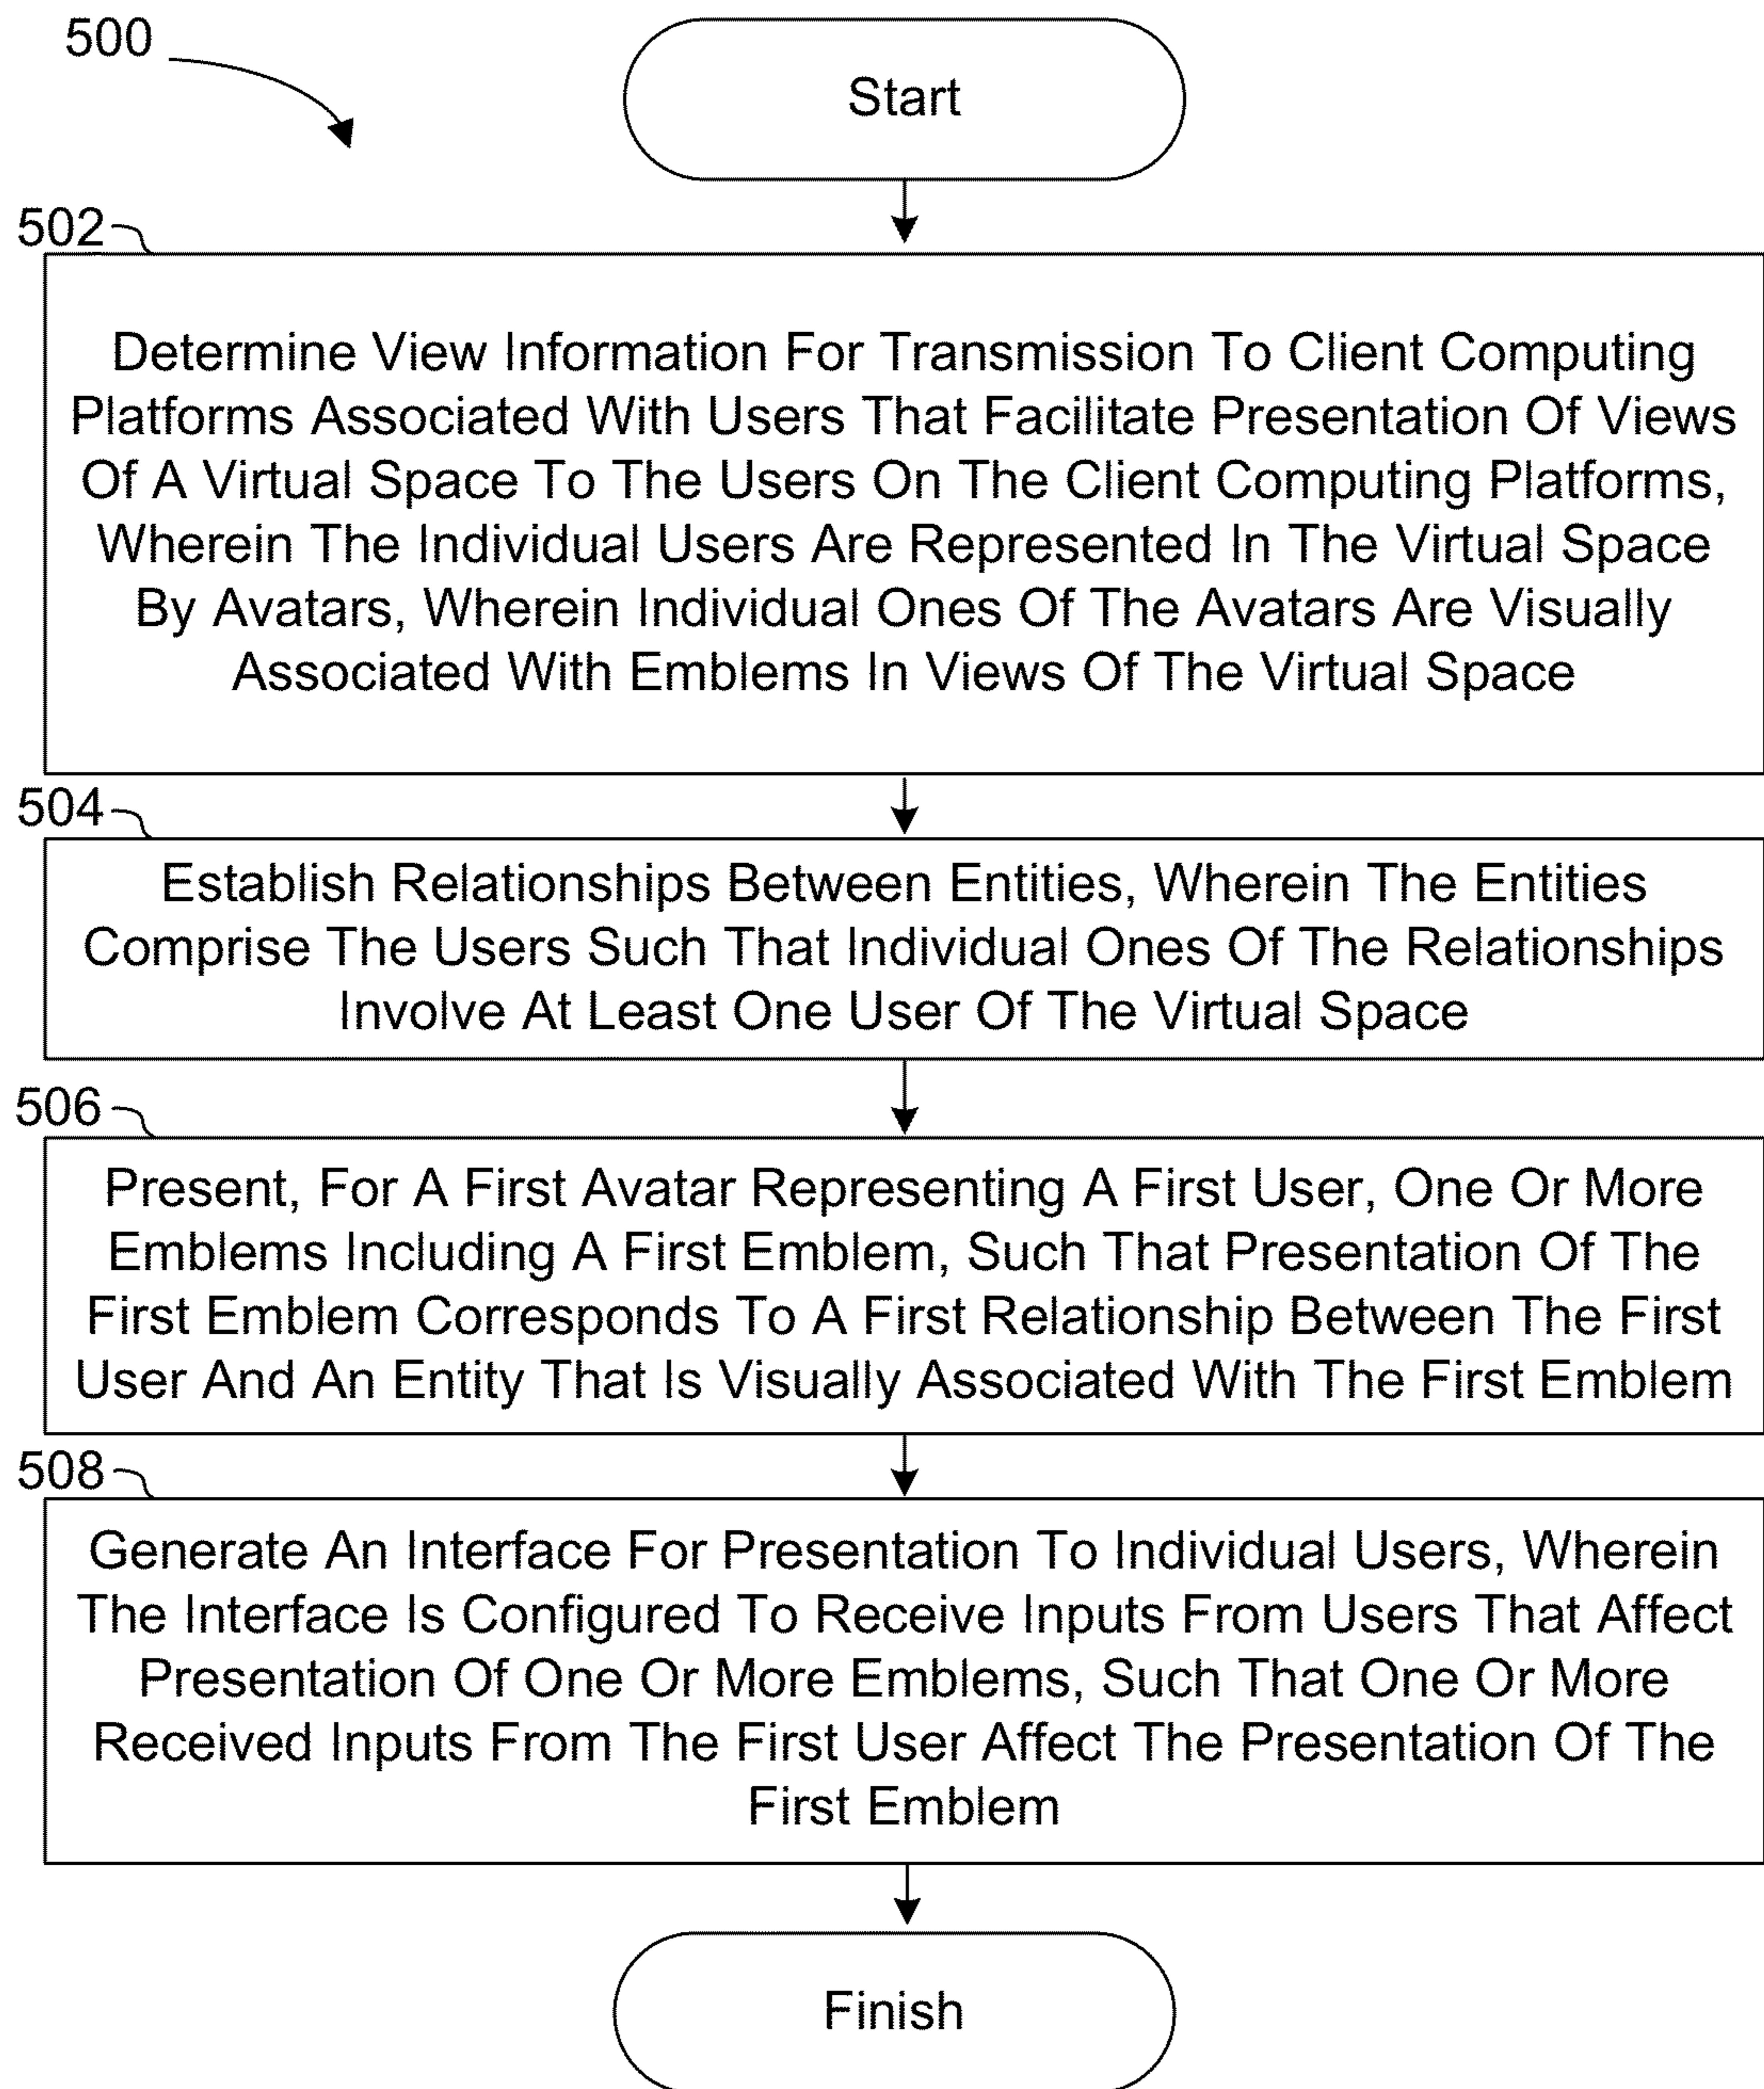 500
Start
502
Determine View Information For Transmission To Client Computing
Platforms Associated With Users That Facilitate Presentation Of Views
Of A Virtual Space To The Users On The Client Computing Platforms,
Wherein The Individual Users Are Represented In The Virtual Space
By Avatars, Wherein Individual Ones Of The Avatars Are Visually
Associated With Emblems In Views Of The Virtual Space
504
Establish Relationships Between Entities, Wherein The Entities
Comprise The Users Such That Individual Ones Of The Relationships
Involve At Least One User Of The Virtual Space
506
Present, For A First Avatar Representing A First User, One Or More
Emblems Including A First Emblem, Such That Presentation Of The
First Emblem Corresponds To A First Relationship Between The First
User And An Entity That Is Visually Associated With The First Emblem
508
Generate An Interface For Presentation To Individual Users, Wherein
The Interface Is Configured To Receive Inputs From Users That Affect
Presentation Of One Or More Emblems, Such That One Or More
Received Inputs From The First User Affect The Presentation Of The
First Emblem
Finish